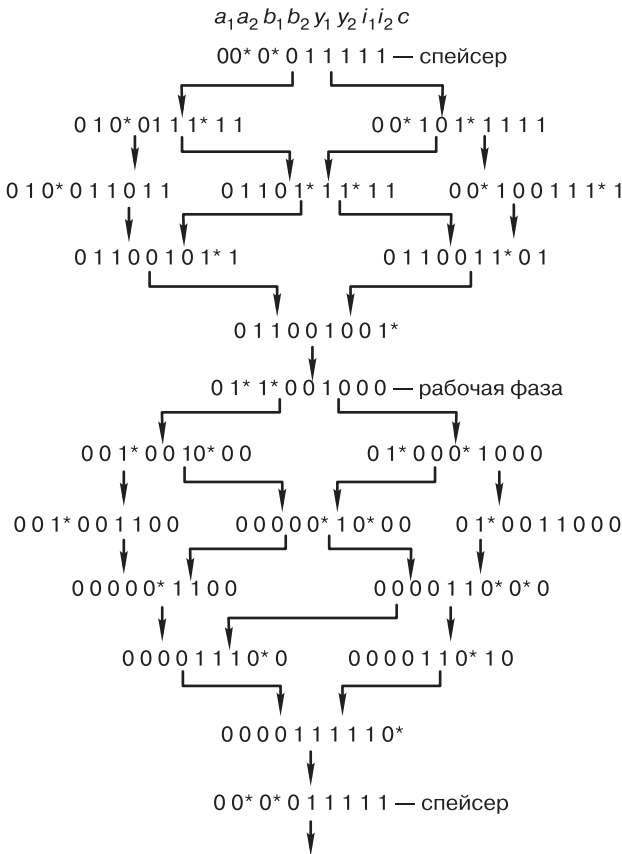 a₁a₂ b₁b₂ y₁ y₂ i₁i₂ c
00* 0* 0 1 1 1 1 1 — спейсер
0 1 0* 0 1 1 1* 1 1
0 0* 1 0 1* 1 1 1 1
0 1 0* 0 1 1 0 1 1
0 1 1 0 1* 1 1* 1 1
0 0* 1 0 0 1 1 1* 1
0 1 1 0 0 1 0 1* 1
0 1 1 0 0 1 1* 0 1
0 1 1 0 0 1 0 0 1*
0 1* 1* 0 0 1 0 0 0 — рабочая фаза
0 0 1* 0 0 1 0* 0 0
0 1* 0 0 0* 1 0 0 0
0 0 1* 0 0 1 1 0 0
0 0 0 0 0* 1 0* 0 0
0 1* 0 0 1 1 0 0 0
0 0 0 0 0* 1 1 0 0
0 0 0 0 1 1 0* 0* 0
0 0 0 0 1 1 1 0* 0
0 0 0 0 1 1 0* 1 0
0 0 0 0 1 1 1 1 1 0*
0 0* 0* 0 1 1 1 1 1 — спейсер